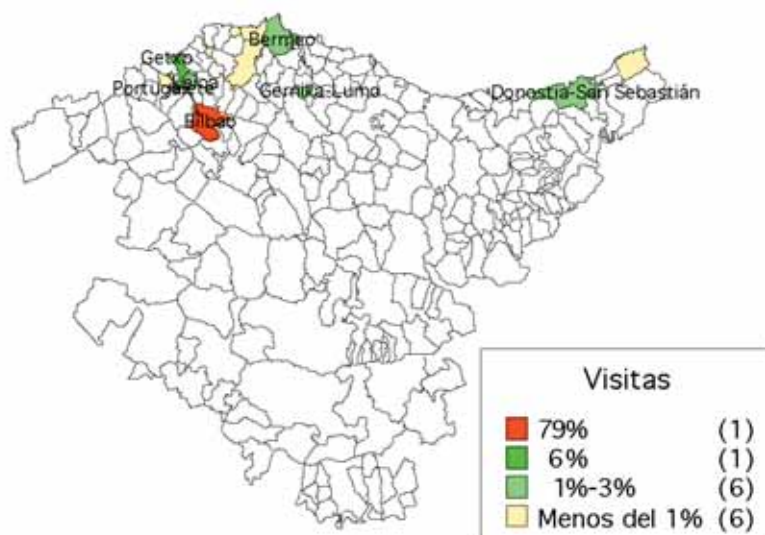 Bermeo
Getxo
Portugalete
Gernika-Lumo
Donostia-San Sebastián
Bilbao
Visitas
79% (1)
6% (1)
1%-3% (6)
Menos del 1% (6)